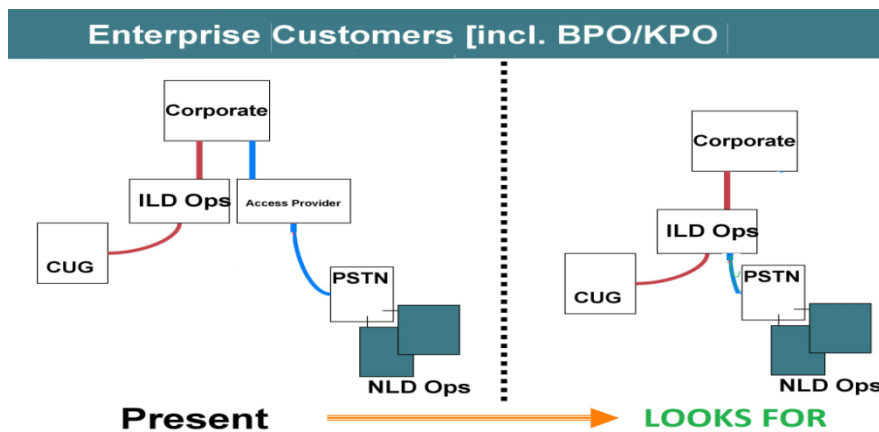 Enterprise Customers [incl. BPO/KPO
Corporate
ILD Ops
Access Provider
CUG
PSTN
NLD Ops
Present
Corporate
ILD Ops
CUG
PSTN
NLD Ops
LOOKS FOR